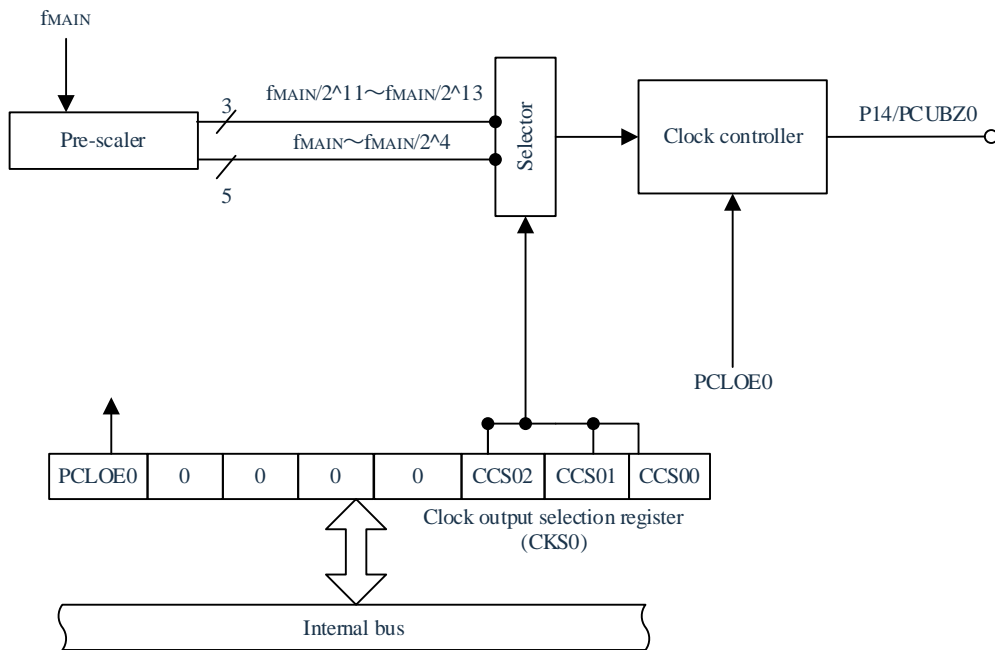 fMAIN
Pre-scaler
3
fMAIN/2^11～fMAIN/2^13
fMAIN～fMAIN/2^4
5
Selector
Clock controller
P14/PCUBZ0
PCLOE0
PCLOE0 0 0 0 0 CCS02 CCS01 CCS00
Clock output selection register
(CKS0)
Internal bus